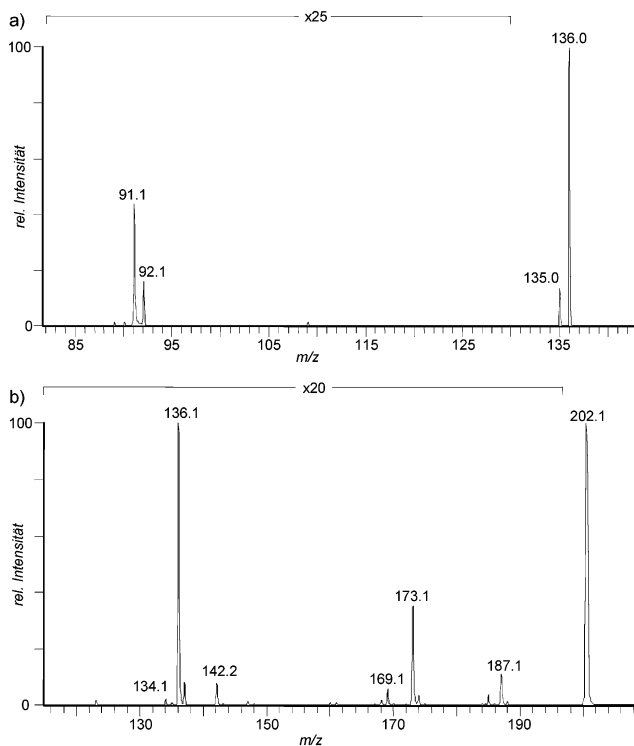 a)
x25
100
136.0
rel. Intensität
91.1
92.1
135.0
0
85 95 105 115 125 135
m/z
b)
x20
100
136.1
202.1
rel. Intensität
173.1
134.1
142.2
169.1
187.1
0
130 150 170 190
m/z